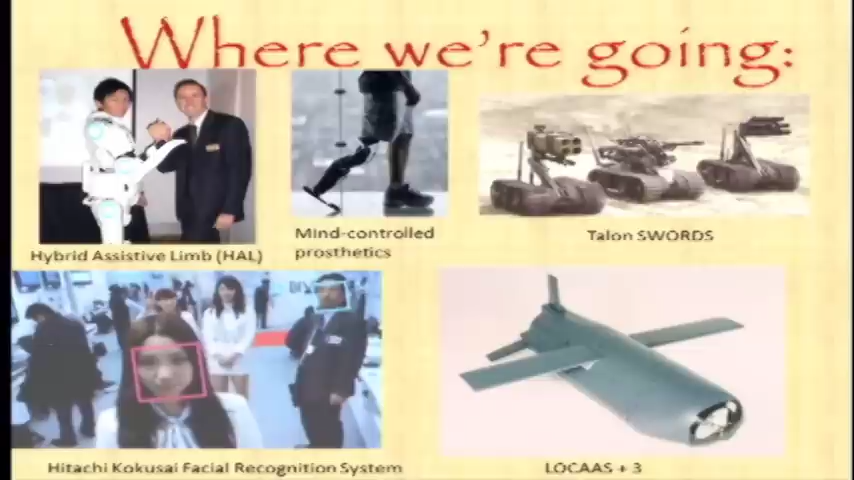 Where we're going:
Hybrid Assistive Limb (HAL)
Mind-controlled
prosthetics
Talon SWORDS
Hitachi Kokusai Facial Recognition System
LOCAAS + 3